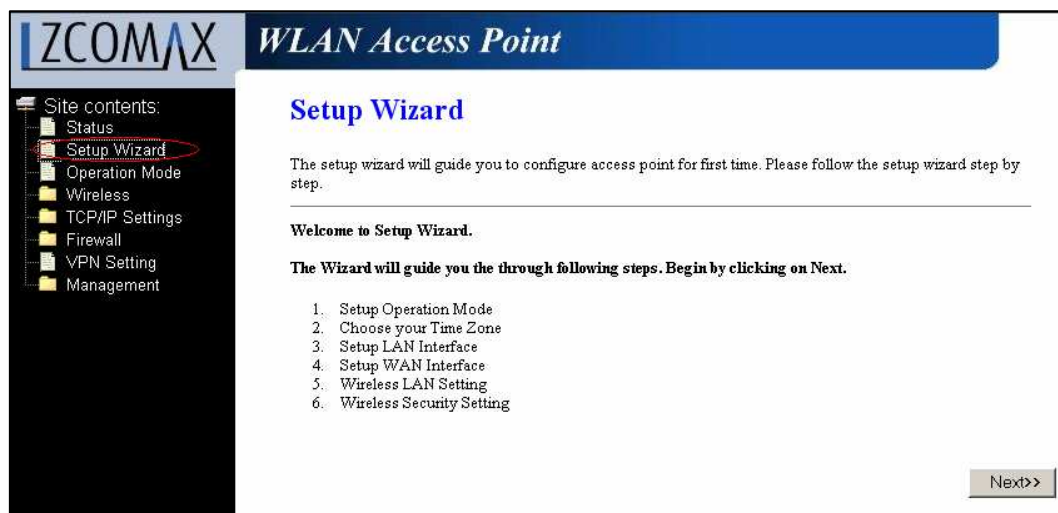 ZCOMAX
WLAN Access Point
Site contents:
Status
Setup Wizard
Operation Mode
Wireless
TCP/IP Settings
Firewall
VPN Setting
Management
Setup Wizard
The setup wizard will guide you to configure access point for first time. Please follow the setup wizard step by
step.
Welcome to Setup Wizard.
The Wizard will guide you the through following steps. Begin by clicking on Next.
1. Setup Operation Mode
2. Choose your Time Zone
3. Setup LAN Interface
4. Setup WAN Interface
5. Wireless LAN Setting
6. Wireless Security Setting
Next>>